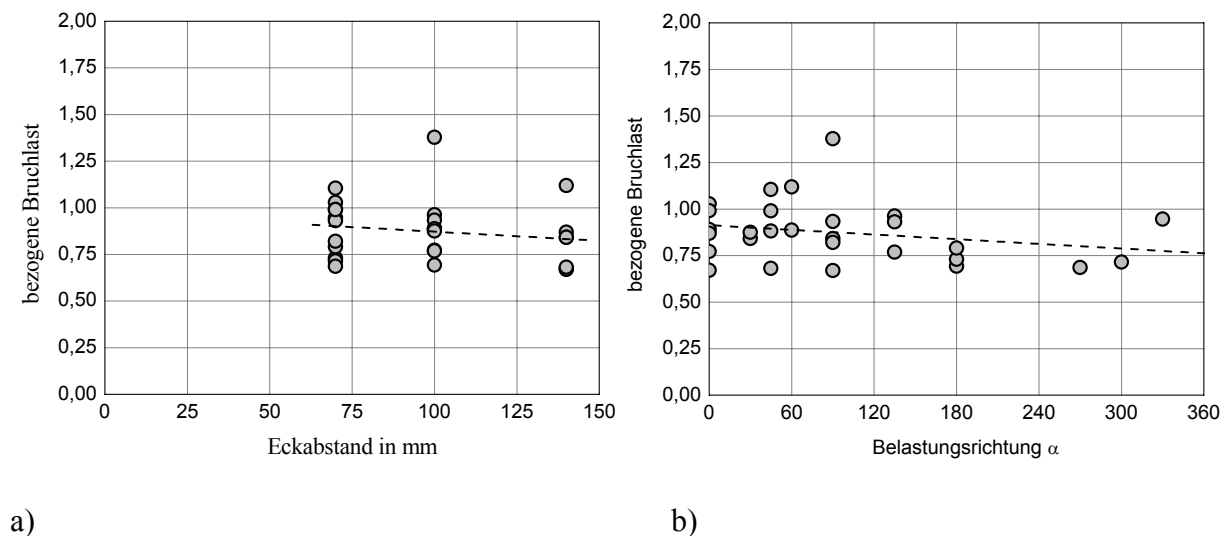 2,00
1,75
1,50
1,25
1,00
0,75
0,50
0,25
0,00
bezogene Bruchlast
0 25 50 75 100 125 150
Eckabstand in mm
2,00
1,75
1,50
1,25
1,00
0,75
0,50
0,25
0,00
bezogene Bruchlast
0 60 120 180 240 300 360
Belastungsrichtung α
a)
b)